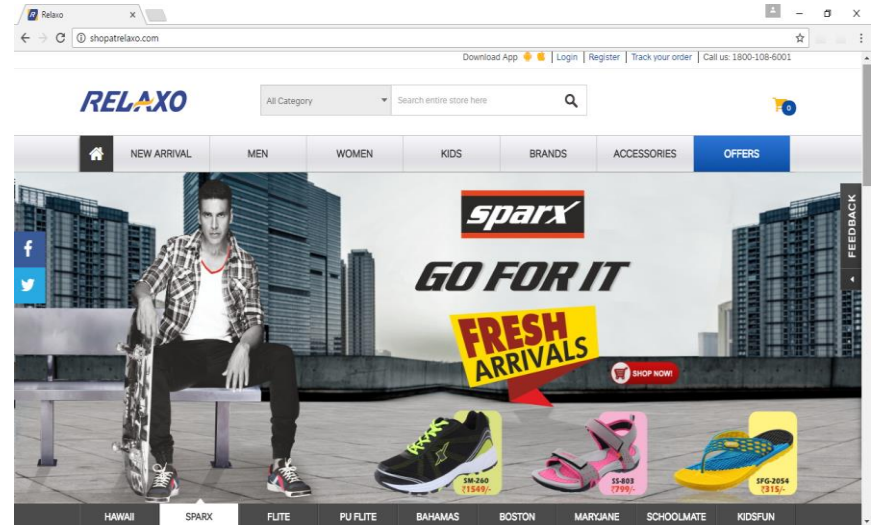 Relaxo
shopatrelaxo.com
Download App | Login | Register | Track your order | Call us: 1800-108-6001
RELAXO
All Category
Search entire store here
0
NEW ARRIVAL
MEN
WOMEN
KIDS
BRANDS
ACCESSORIES
OFFERS
FEEDBACK
sparx
GO FOR IT
FRESH
ARRIVALS
SHOP NOW!
SM-260
₹1549/-
SS-803
₹799/-
SFG-2054
₹315/-
HAWAII
SPARX
FLITE
PU FLITE
BAHAMAS
BOSTON
MARYJANE
SCHOOLMATE
KIDSFUN